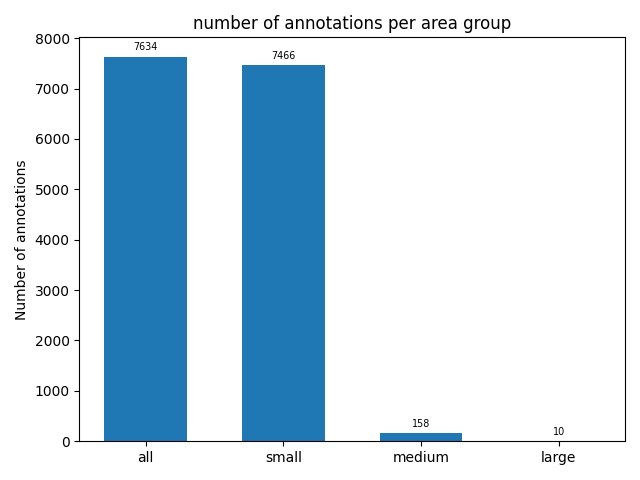 number of annotations per area group
Number of annotations
8000
7000
6000
5000
4000
3000
2000
1000
0
7634
7466
158
10
all
small
medium
large